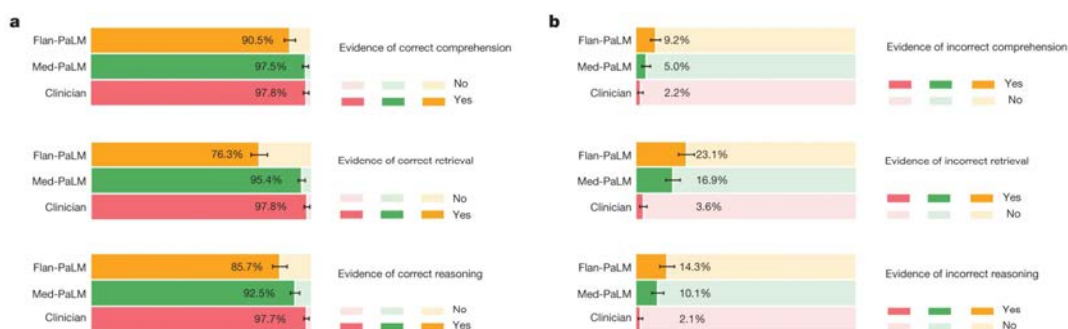 a
Flan-PaLM 90.5%
Med-PaLM 97.5%
Clinician 97.8%
Evidence of correct comprehension
No
Yes
Flan-PaLM 76.3%
Med-PaLM 95.4%
Clinician 97.8%
Evidence of correct retrieval
No
Yes
Flan-PaLM 85.7%
Med-PaLM 92.5%
Clinician 97.7%
Evidence of correct reasoning
No
Yes
b
Flan-PaLM 9.2%
Med-PaLM 5.0%
Clinician 2.2%
Evidence of incorrect comprehension
Yes
No
Flan-PaLM 23.1%
Med-PaLM 16.9%
Clinician 3.6%
Evidence of incorrect retrieval
Yes
No
Flan-PaLM 14.3%
Med-PaLM 10.1%
Clinician 2.1%
Evidence of incorrect reasoning
Yes
No